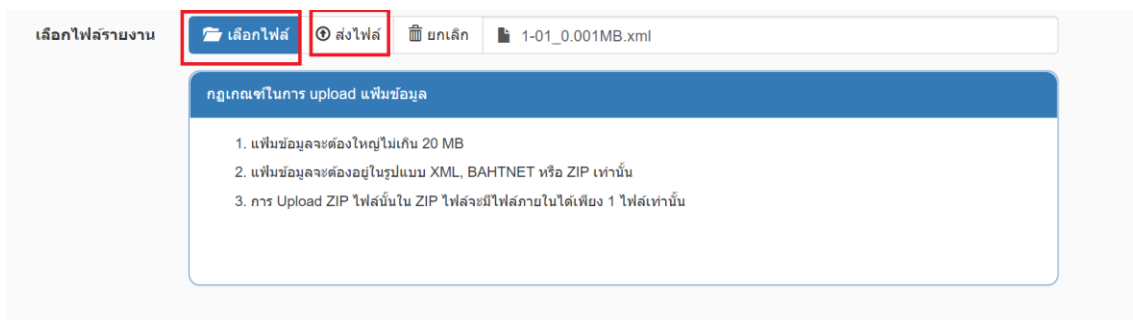 เลือกไฟล์รายงาน เลือกไฟล์ ส่งไฟล์ ยกเลิก 1-01_0.001MB.xml
กฎเกณฑ์ในการ upload แฟ้มข้อมูล
1. แฟ้มข้อมูลจะต้องใหญ่ไม่เกิน 20 MB
2. แฟ้มข้อมูลจะต้องอยู่ในรูปแบบ XML, BAHTNET หรือ ZIP เท่านั้น
3. การ Upload ZIP ไฟล์นั้นใน ZIP ไฟล์จะมีไฟล์ภายในได้เพียง 1 ไฟล์เท่านั้น